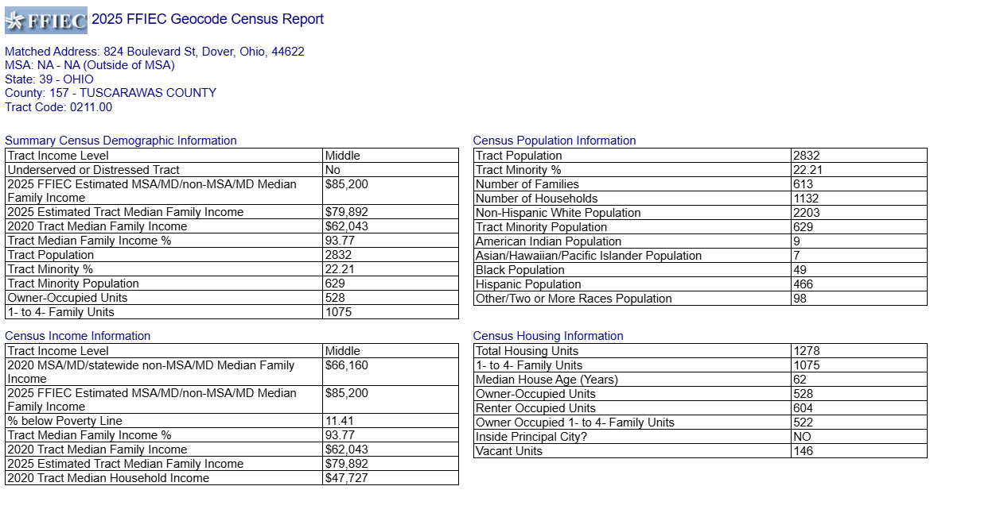 FFIEC 2025 FFIEC Geocode Census Report
Matched Address: 824 Boulevard St, Dover, Ohio, 44622
MSA: NA - NA (Outside of MSA)
State: 39 - OHIO
County: 157 - TUSCARAWAS COUNTY
Tract Code: 0211.00
Summary Census Demographic Information
Tract Income Level Middle
Underserved or Distressed Tract No
2025 FFIEC Estimated MSA/MD/non-MSA/MD Median $85,200
Family Income
2025 Estimated Tract Median Family Income $79,892
2020 Tract Median Family Income $62,043
Tract Median Family Income % 93.77
Tract Population 2832
Tract Minority % 22.21
Tract Minority Population 629
Owner-Occupied Units 528
1- to 4- Family Units 1075
Census Population Information
Tract Population 2832
Tract Minority % 22.21
Number of Families 613
Number of Households 1132
Non-Hispanic White Population 2203
Tract Minority Population 629
American Indian Population 9
Asian/Hawaiian/Pacific Islander Population 7
Black Population 49
Hispanic Population 466
Other/Two or More Races Population 98
Census Income Information
Tract Income Level Middle
2020 MSA/MD/statewide non-MSA/MD Median Family $66,160
Income
2025 FFIEC Estimated MSA/MD/non-MSA/MD Median $85,200
Family Income
% below Poverty Line 11.41
Tract Median Family Income % 93.77
2020 Tract Median Family Income $62,043
2025 Estimated Tract Median Family Income $79,892
2020 Tract Median Household Income $47,727
Census Housing Information
Total Housing Units 1278
1- to 4- Family Units 1075
Median House Age (Years) 62
Owner-Occupied Units 528
Renter Occupied Units 604
Owner Occupied 1- to 4- Family Units 522
Inside Principal City? NO
Vacant Units 146